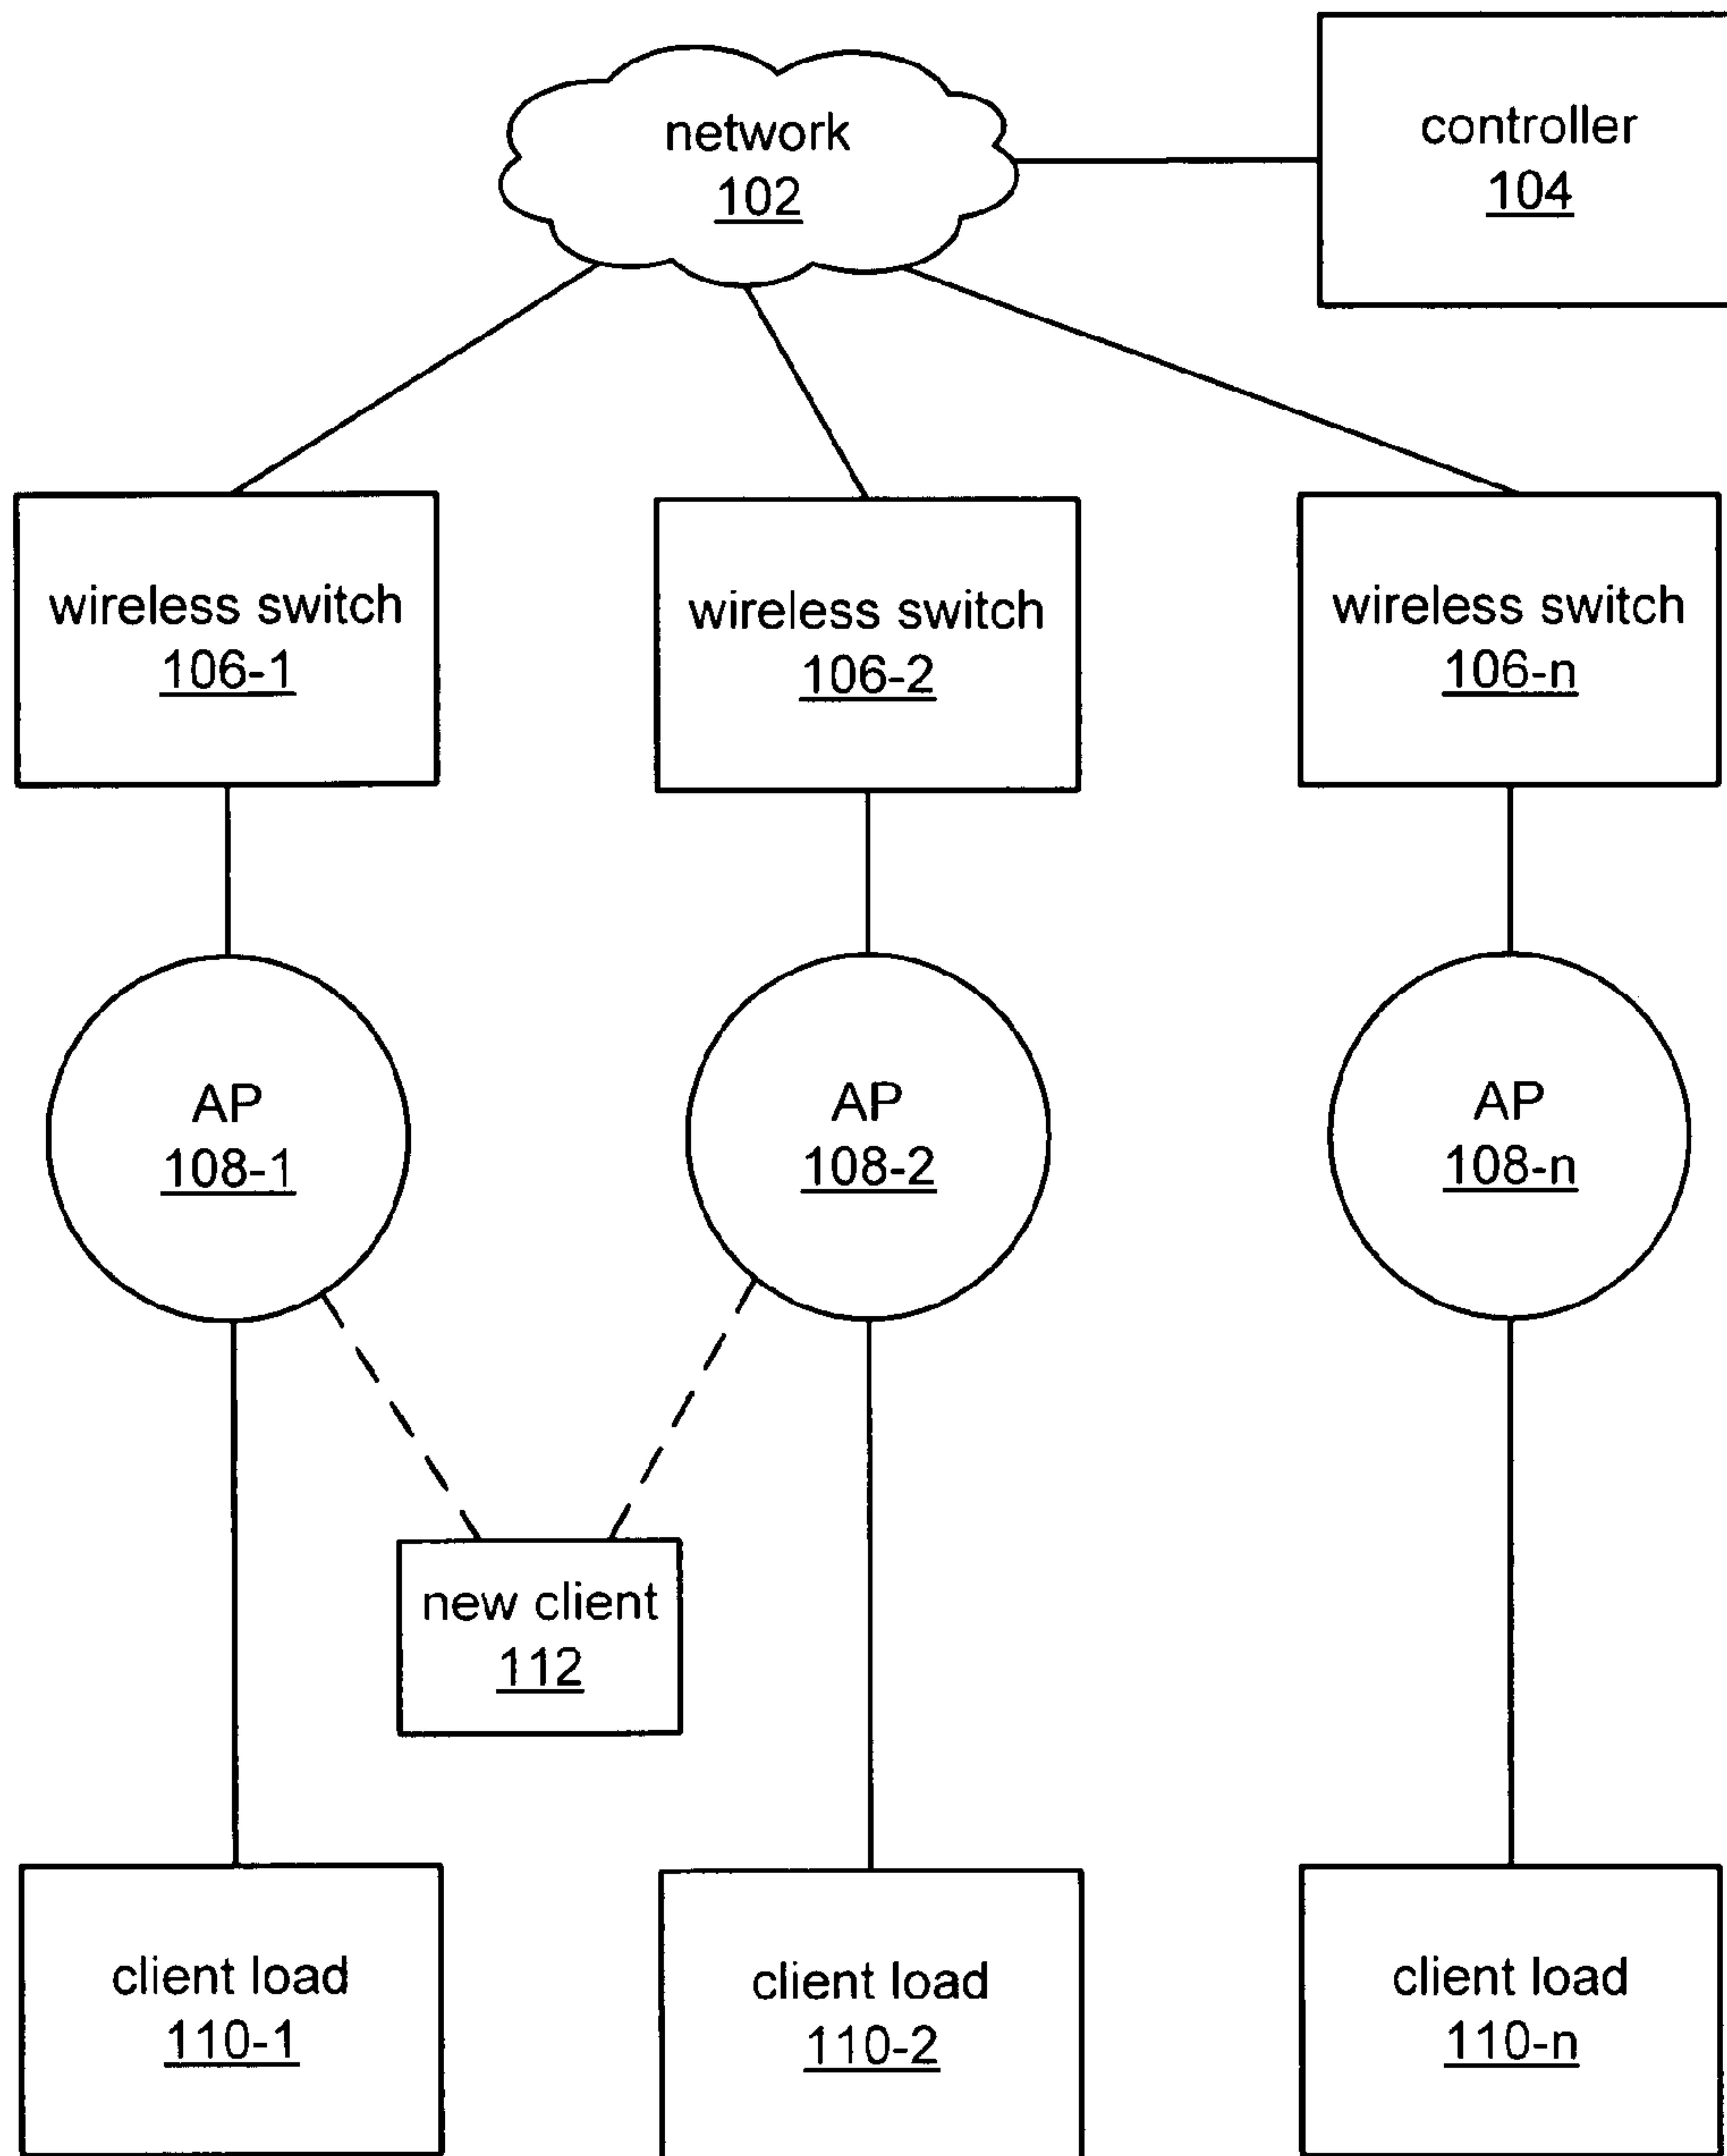 network
102
controller
104
wireless switch
106-1
wireless switch
106-2
wireless switch
106-n
AP
108-1
AP
108-2
AP
108-n
new client
112
client load
110-1
client load
110-2
client load
110-n